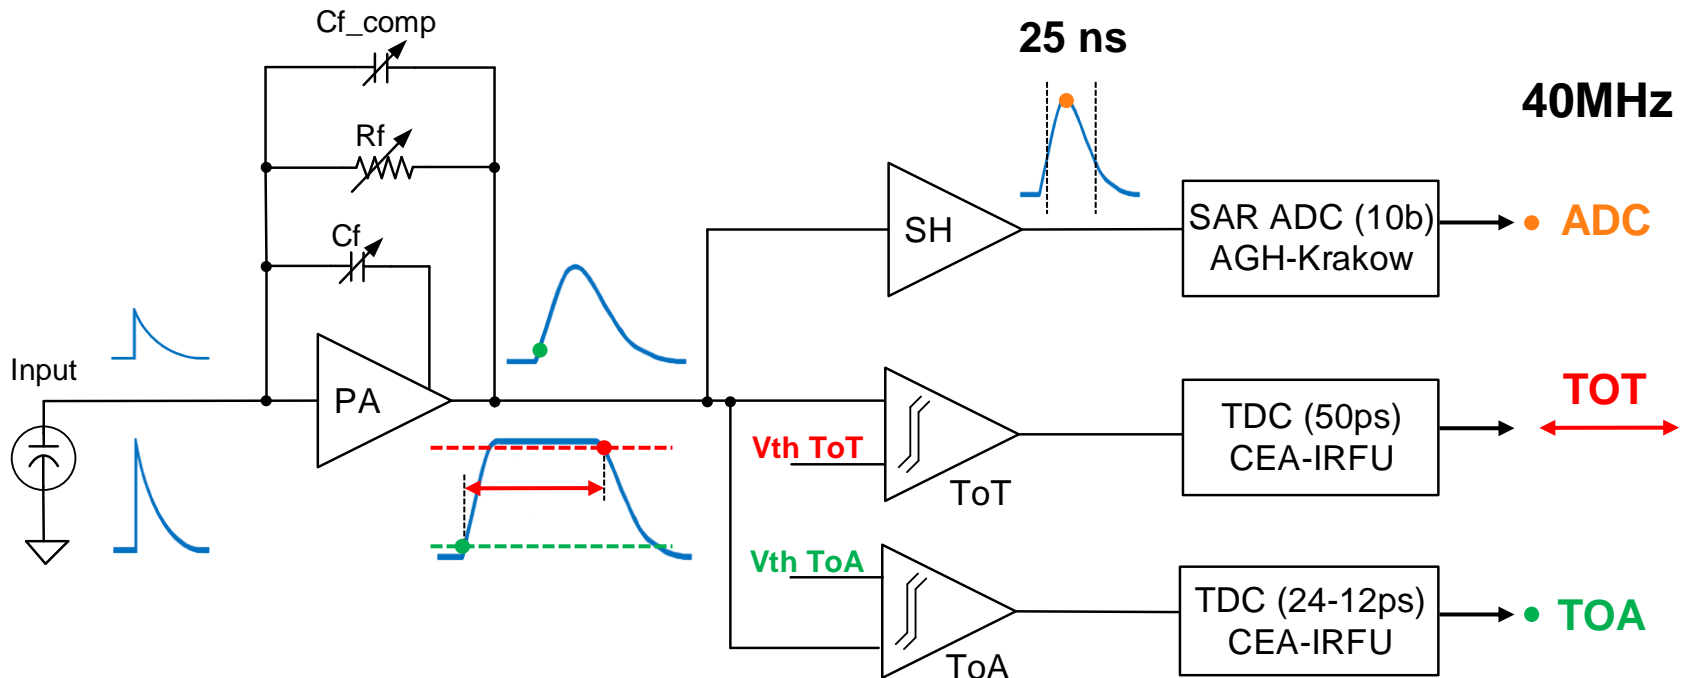 Cf_comp
25 ns
40MHz
Rf
SH
SAR ADC (10b)
AGH-Krakow
ADC
Cf
Input
PA
Vth ToT
ToT
TDC (50ps)
CEA-IRFU
TOT
Vth ToA
ToA
TDC (24-12ps)
CEA-IRFU
TOA